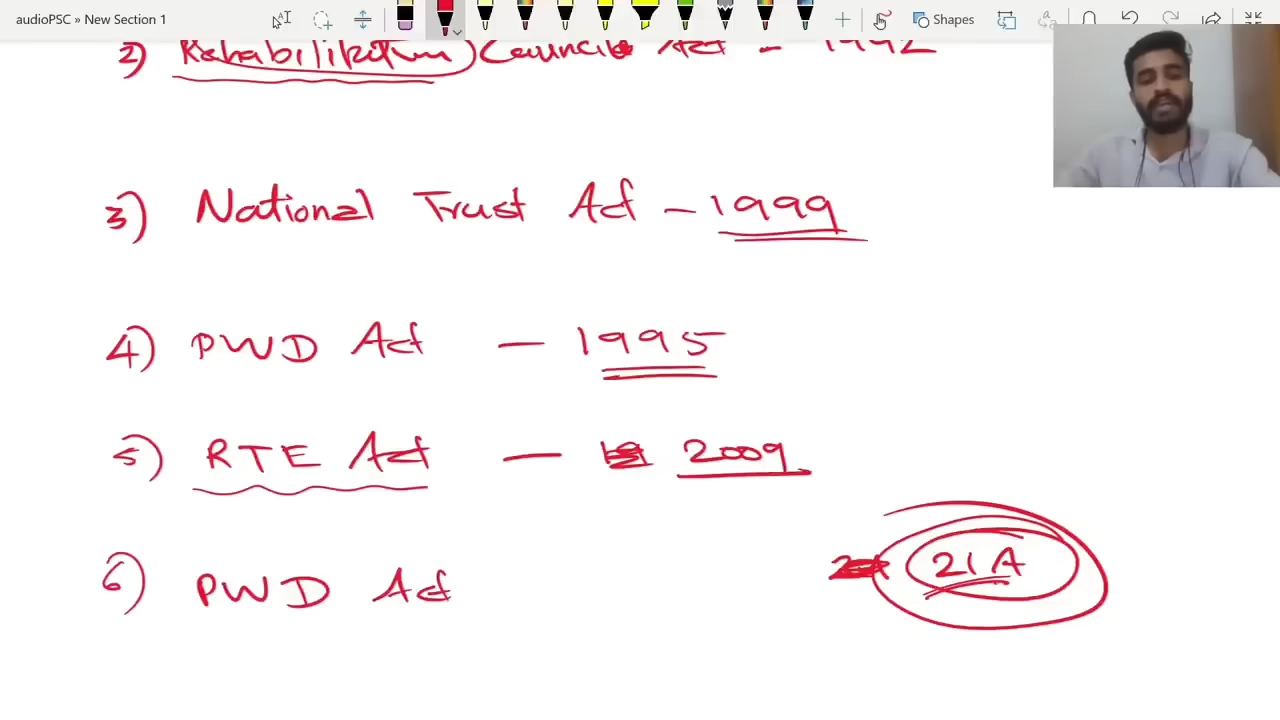 audioPSC » New Section 1
Shapes
2) Rehabilitation Council Act - 1992
3) National Trust Act - 1999
4) PWD Act - 1995
5) RTE Act - 2009
21A
6) PWD Act